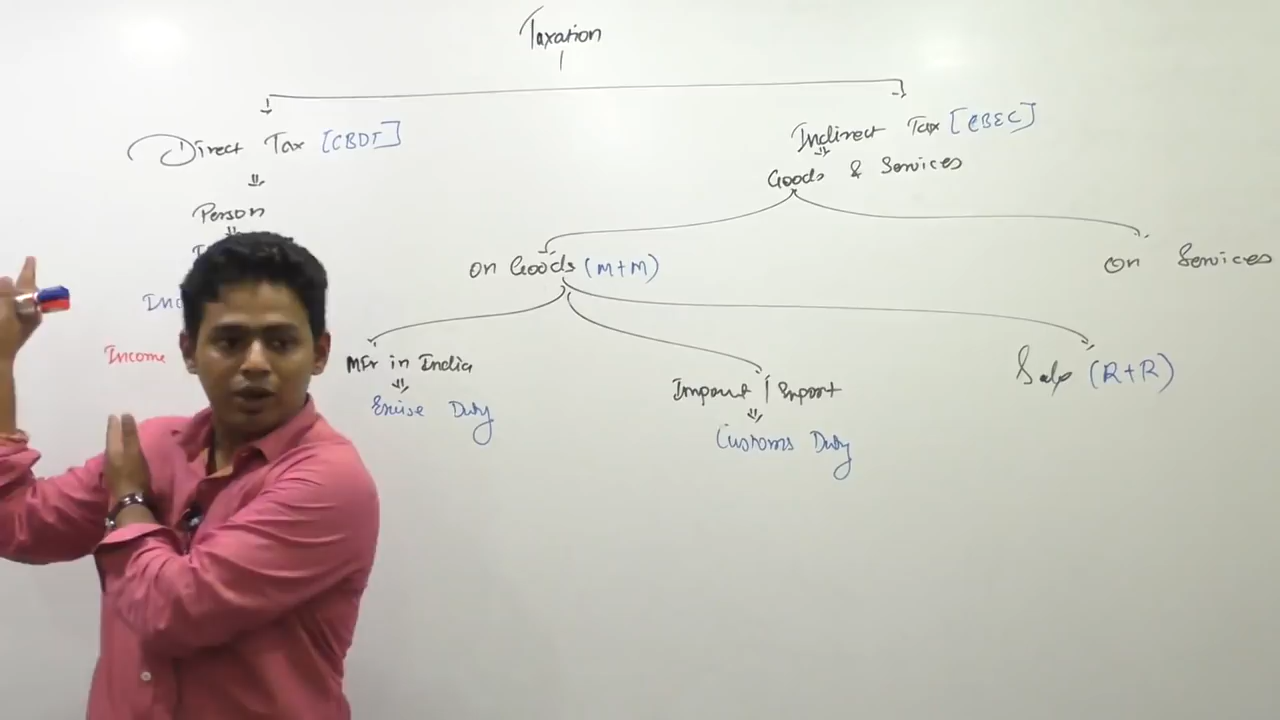 Taxation
Direct Tax [CBDT]
Indirect Tax [CBEC]
Goods & Services
Person
On Goods (M+M)
On Services
Income
Mfr in India
Excise Duty
Import / Export
Customs Duty
Sale (R+R)